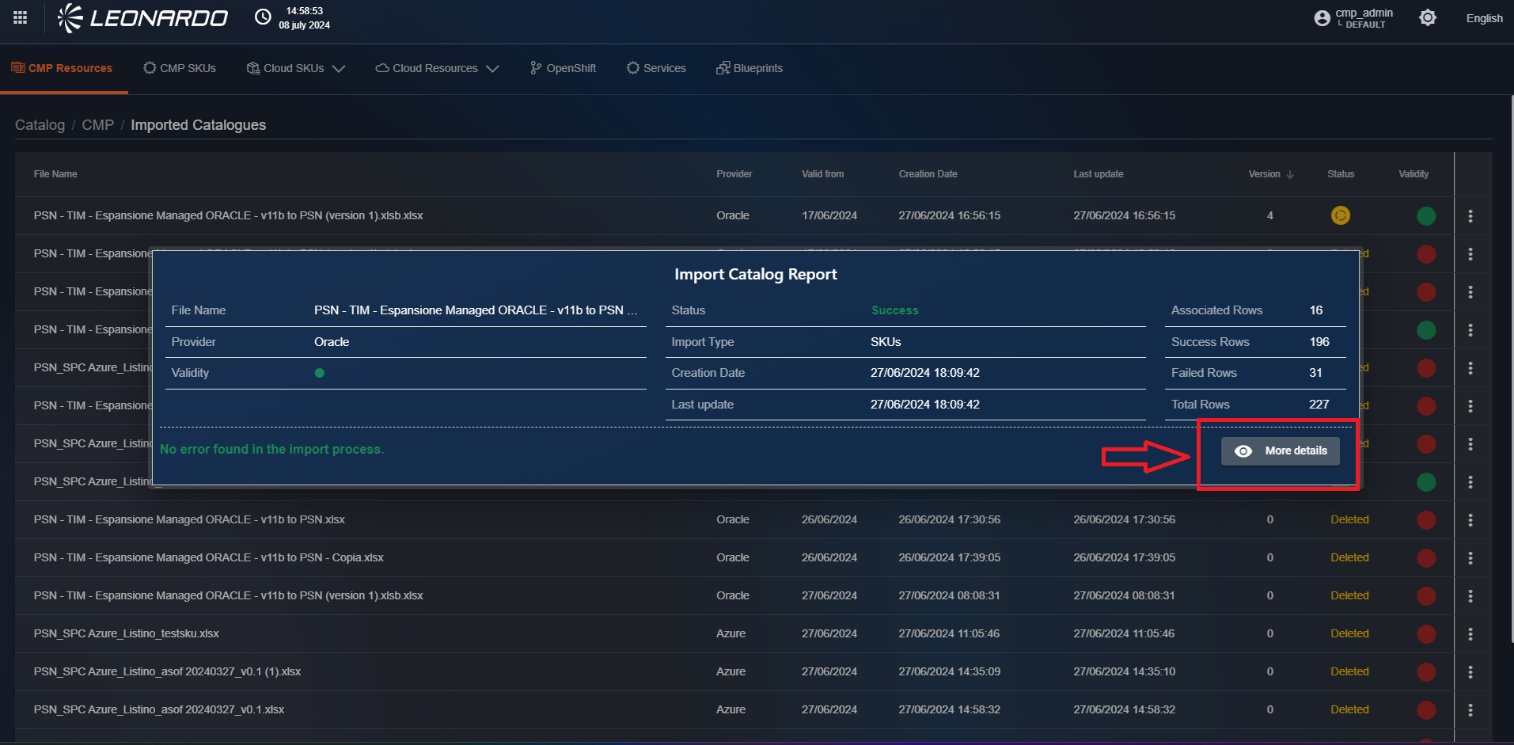 LEONARDO
14:58:53
08 july 2024
cmp_admin
DEFAULT
English
CMP Resources
CMP SKUs
Cloud SKUs
Cloud Resources
OpenShift
Services
Blueprints
Catalog / CMP / Imported Catalogues
File Name Provider Valid from Creation Date Last update Version Status Validity
PSN - TIM - Espansione Managed ORACLE - v11b to PSN (version 1).xlsb.xlsx Oracle 17/06/2024 27/06/2024 16:56:15 27/06/2024 16:56:15 4
PSN - TIM - Espansione
PSN - TIM - Espansione
PSN - TIM - Espansione
PSN_SPC Azure_Listino
PSN - TIM - Espansione
PSN_SPC Azure_Listino
PSN_SPC Azure_Listino
Import Catalog Report
File Name PSN - TIM - Espansione Managed ORACLE - v11b to PSN ... Status Success Associated Rows 16
Provider Oracle Import Type SKUs Success Rows 196
Validity Creation Date 27/06/2024 18:09:42 Failed Rows 31
Last update 27/06/2024 18:09:42 Total Rows 227
No error found in the import process. More details
PSN - TIM - Espansione Managed ORACLE - v11b to PSN.xlsx Oracle 26/06/2024 26/06/2024 17:30:56 26/06/2024 17:30:56 0 Deleted
PSN - TIM - Espansione Managed ORACLE - v11b to PSN - Copia.xlsx Oracle 26/06/2024 26/06/2024 17:39:05 26/06/2024 17:39:05 0 Deleted
PSN - TIM - Espansione Managed ORACLE - v11b to PSN (version 1).xlsb.xlsx Oracle 27/06/2024 27/06/2024 08:08:31 27/06/2024 08:08:31 0 Deleted
PSN_SPC Azure_Listino_testsku.xlsx Azure 27/06/2024 27/06/2024 11:05:46 27/06/2024 11:05:46 0 Deleted
PSN_SPC Azure_Listino_asof 20240327_v0.1 (1).xlsx Azure 27/06/2024 27/06/2024 14:35:09 27/06/2024 14:35:10 0 Deleted
PSN_SPC Azure_Listino_asof 20240327_v0.1.xlsx Azure 27/06/2024 27/06/2024 14:58:32 27/06/2024 14:58:32 0 Deleted